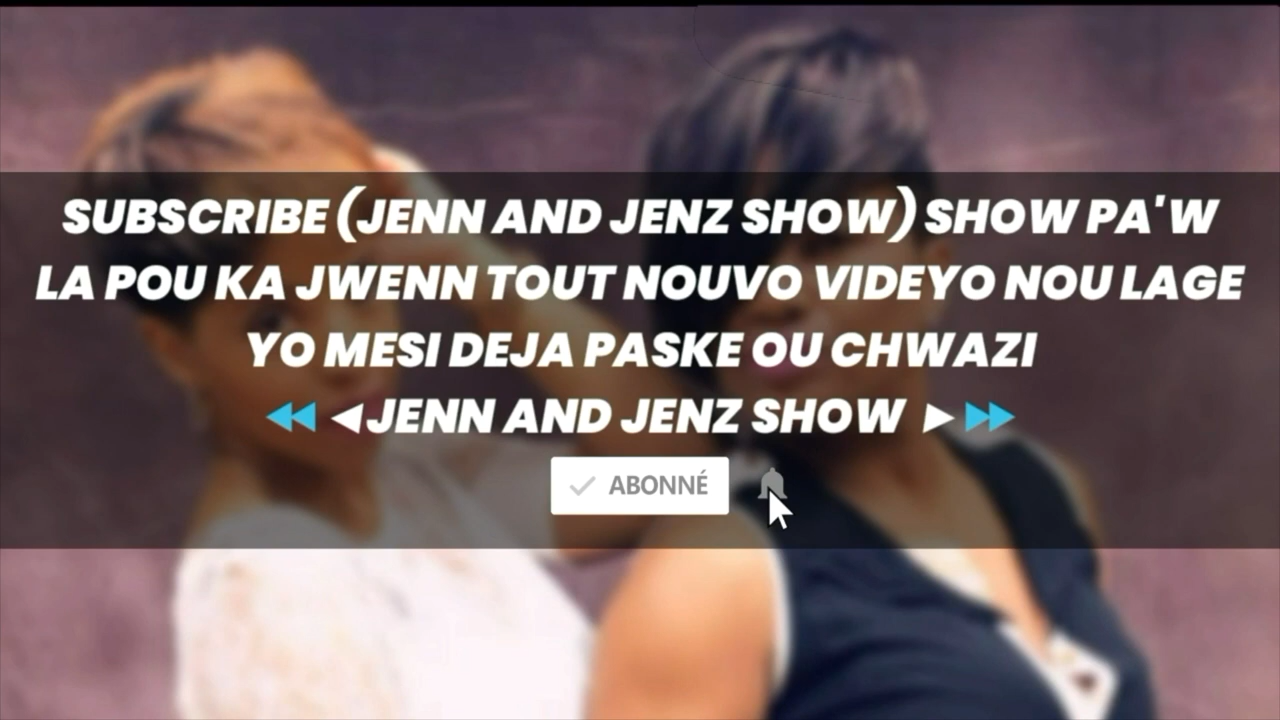 SUBSCRIBE (JENN AND JENZ SHOW) SHOW PA'W
LA POU KA JWENN TOUT NOUVO VIDEYO NOU LAGE
YO MESI DEJA PASKE OU CHWAZI
⏪ ◀JENN AND JENZ SHOW ▶⏩
ABONNÉ